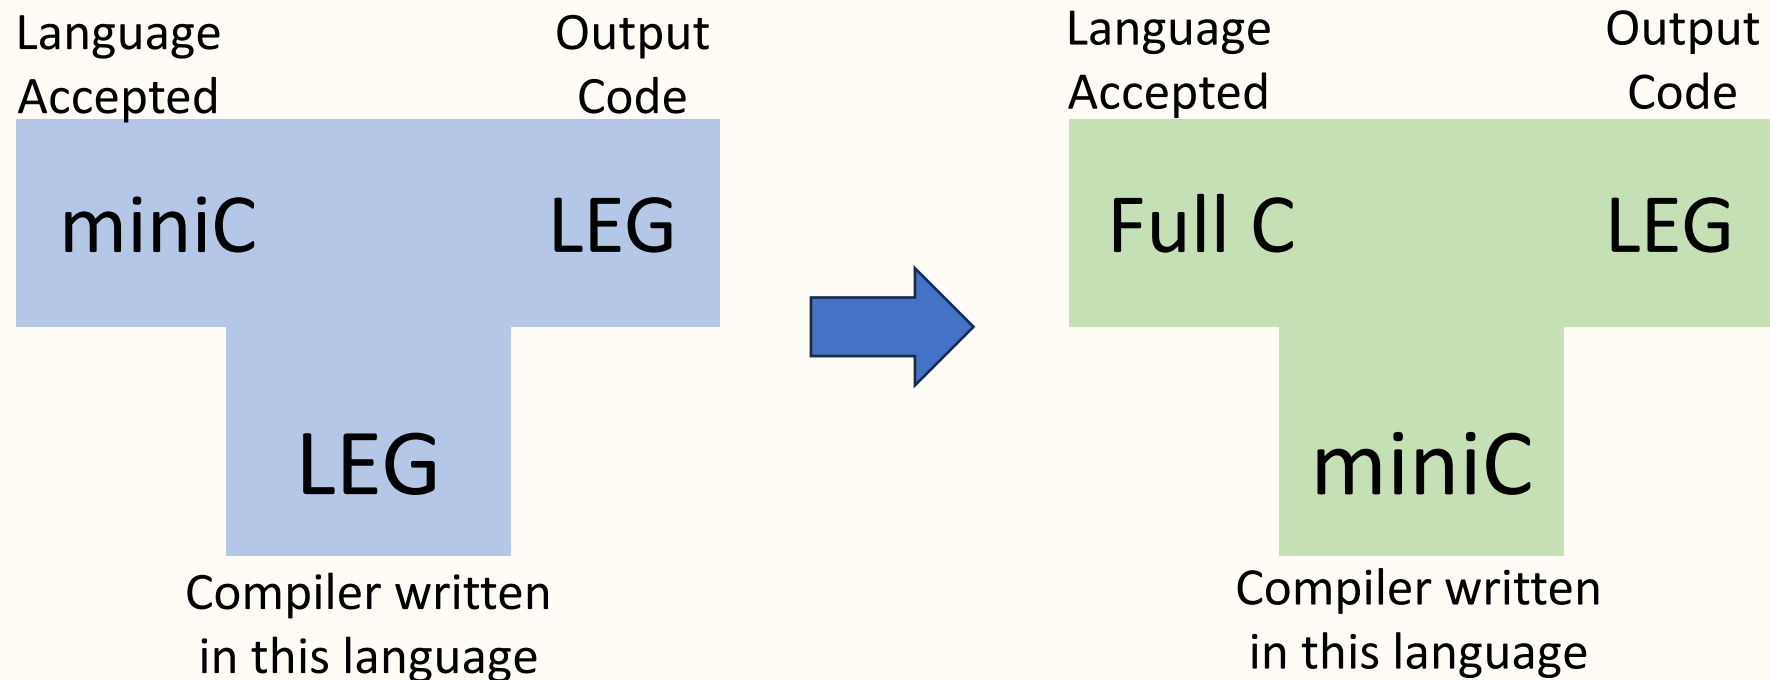 Language
Accepted
Output
Code
miniC
LEG
LEG
Compiler written
in this language
Language
Accepted
Output
Code
Full C
LEG
miniC
Compiler written
in this language